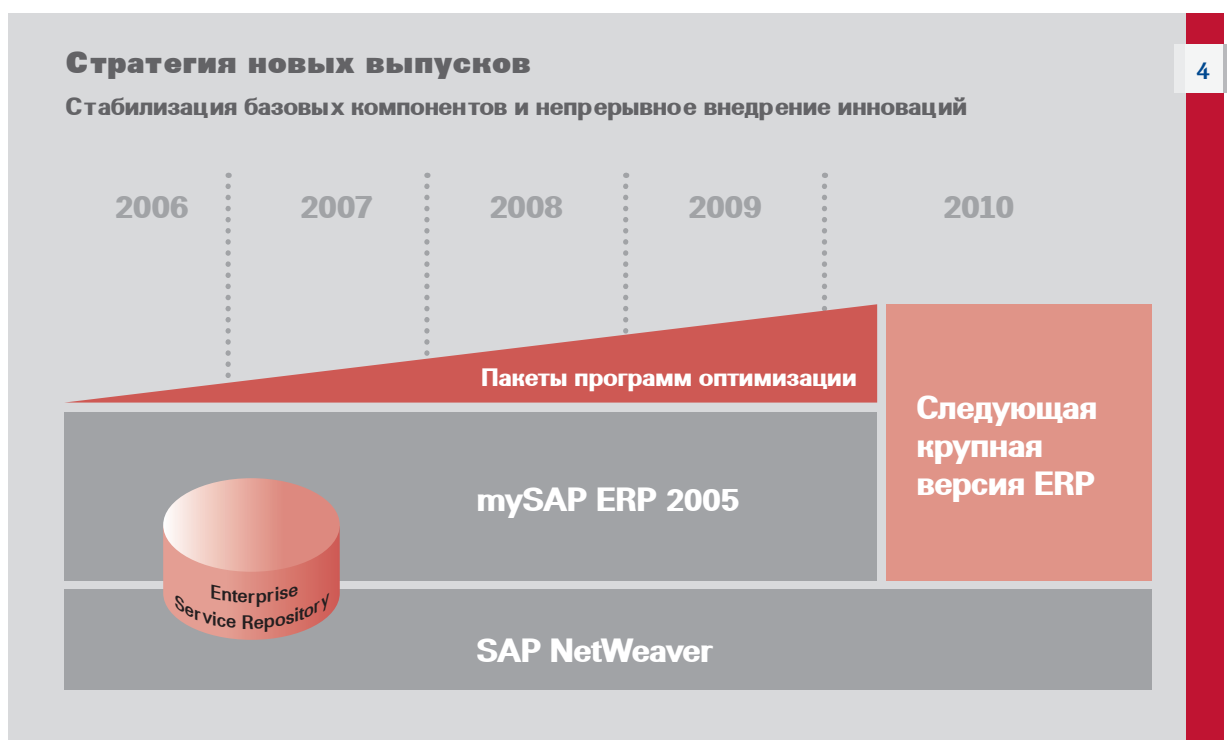 Стратегия новых выпусков
4
Стабилизация базовых компонентов и непрерывное внедрение инноваций
2006
2007
2008
2009
2010
Пакеты программ оптимизации
Следующая
крупная
версия ERP
mySAP ERP 2005
Enterprise
Service Repository
SAP NetWeaver